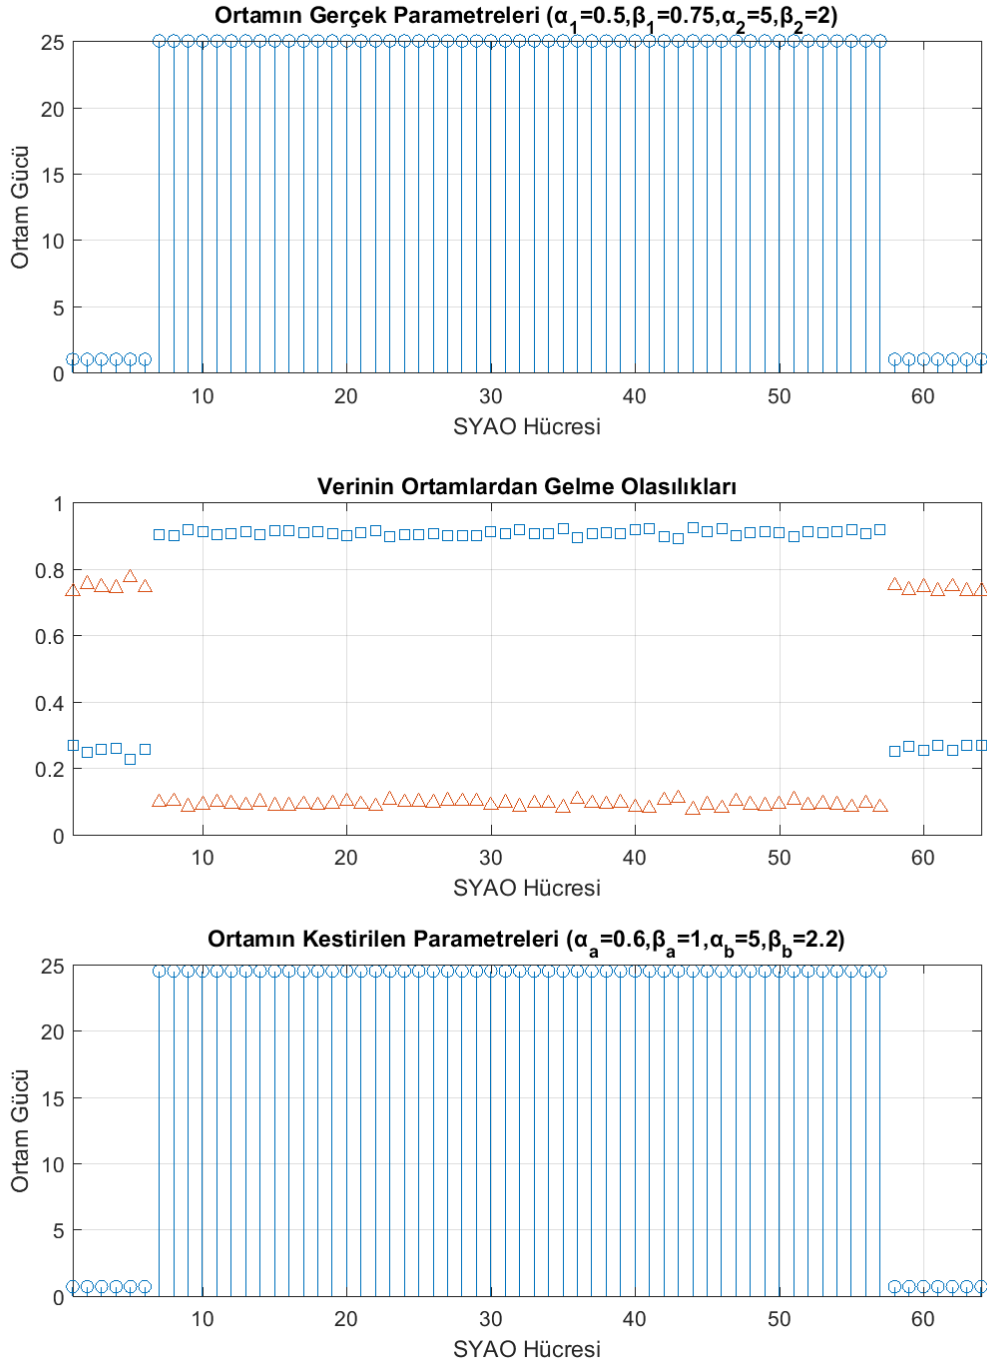 Ortamın Gerçek Parametreleri (α₁=0.5,β₁=0.75,α₂=5,β₂=2)
25
20
15
10
5
0
Ortam Gücü
10 20 30 40 50 60
SYAO Hücresi
Verinin Ortamlardan Gelme Olasılıkları
1
0.8
0.6
0.4
0.2
0
10 20 30 40 50 60
SYAO Hücresi
Ortamın Kestirilen Parametreleri (α_a=0.6,β_a=1,α_b=5,β_b=2.2)
25
20
15
10
5
0
Ortam Gücü
10 20 30 40 50 60
SYAO Hücresi